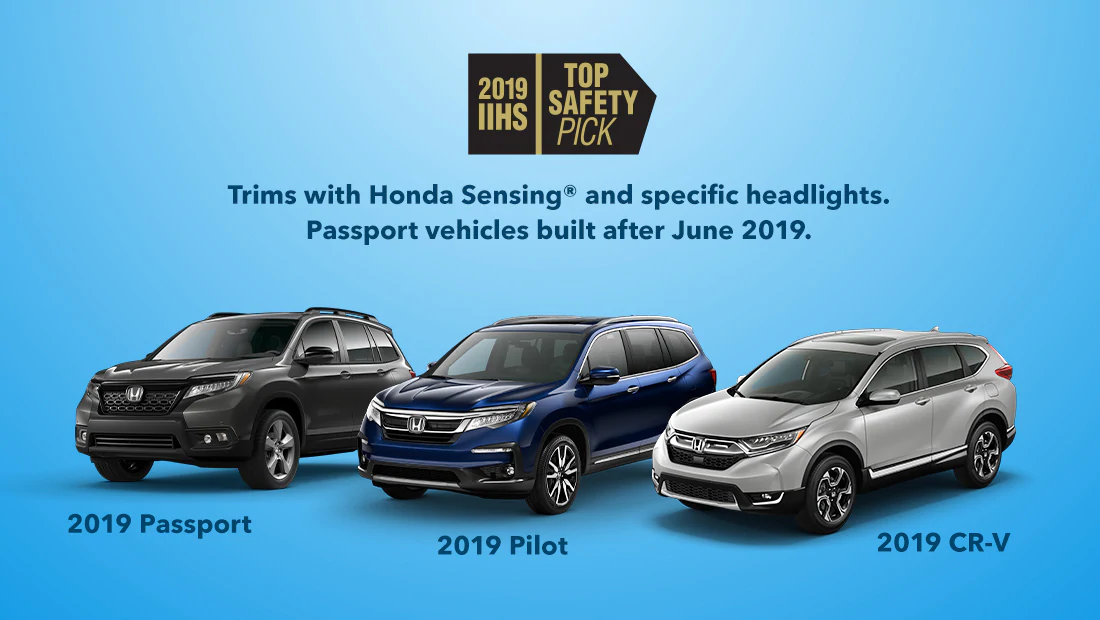 2019 IIHS
TOP SAFETY PICK
Trims with Honda Sensing® and specific headlights.
Passport vehicles built after June 2019.
2019 Passport
2019 Pilot
2019 CR-V